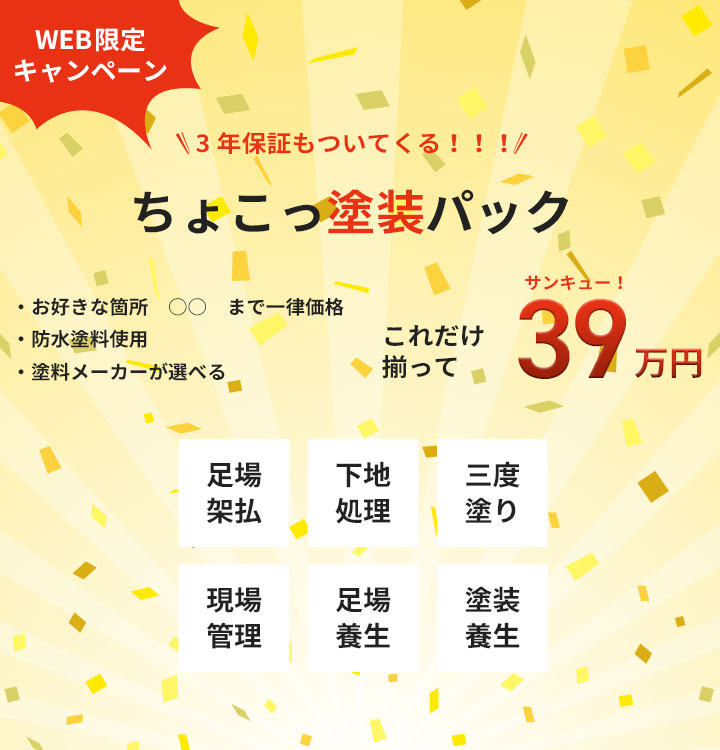 WEB限定
キャンペーン
3年保証もついてくる！！！
ちょこっ塗装パック
・お好きな箇所　○○　まで一律価格
・防水塗料使用
・塗料メーカーが選べる
これだけ
揃って
サンキュー！
39万円
足場
架払
下地
処理
三度
塗り
現場
管理
足場
養生
塗装
養生